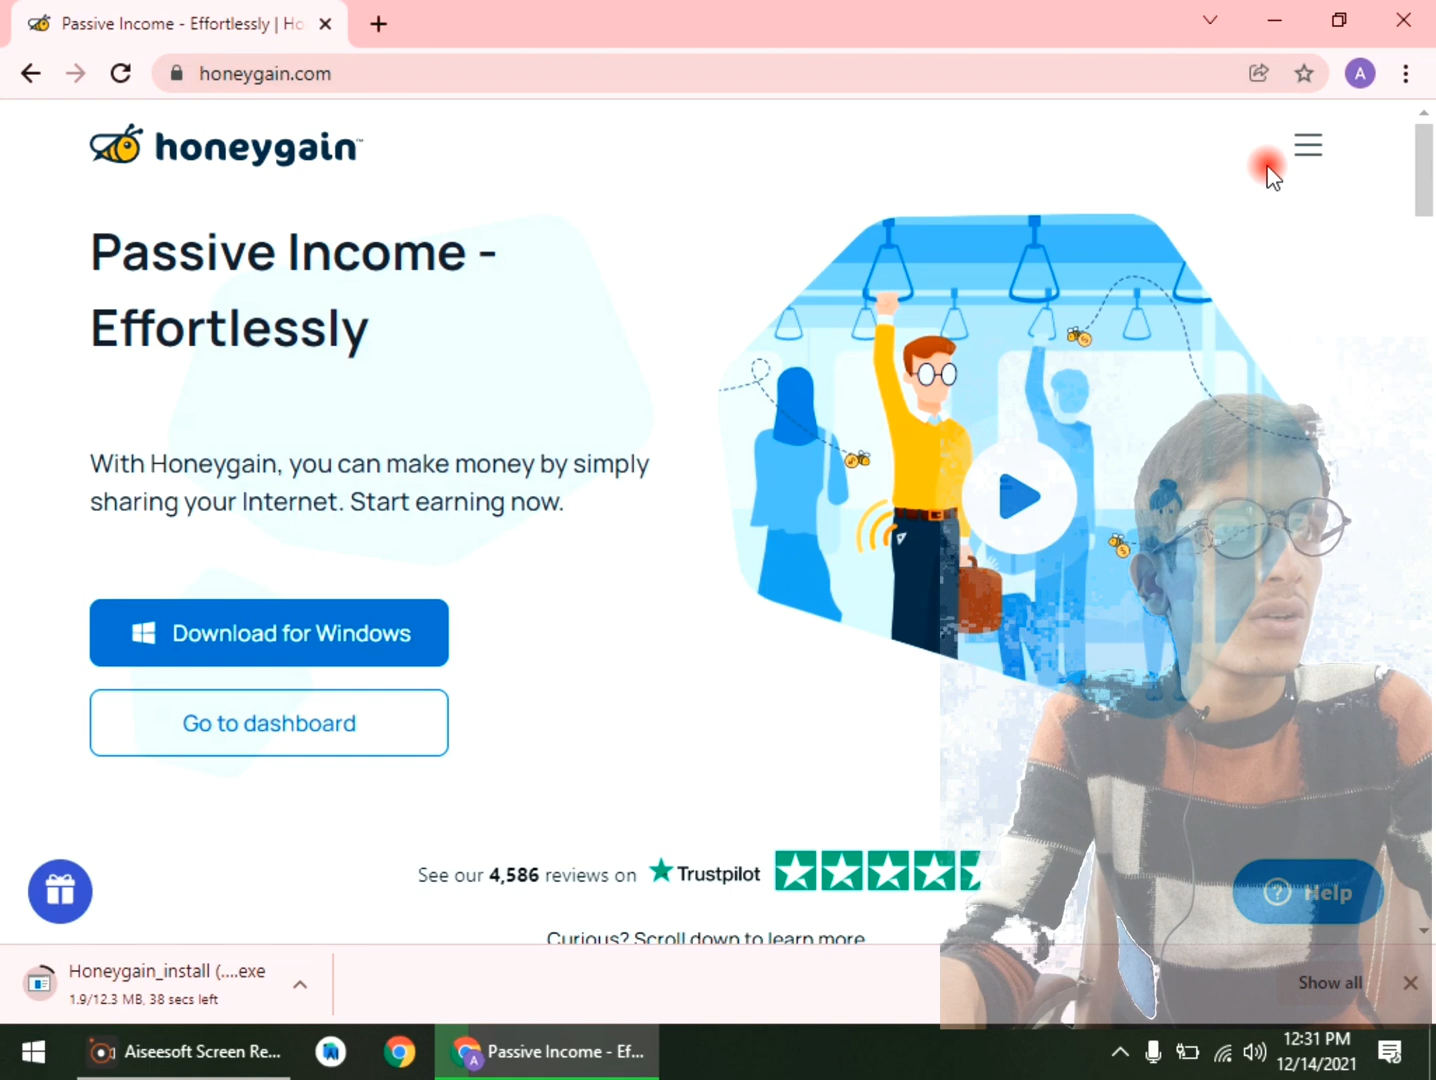 Passive Income - Effortlessly | Ho
honeygain.com
A
honeygain™
Passive Income -
Effortlessly
With Honeygain, you can make money by simply
sharing your Internet. Start earning now.
Download for Windows
Go to dashboard
See our 4,586 reviews on Trustpilot
Help
Curious? Scroll down to learn more
Honeygain_install (....exe
1.9/12.3 MB, 38 secs left
Show all
Aiseesoft Screen Re...
A
Passive Income - Ef...
12:31 PM
12/14/2021